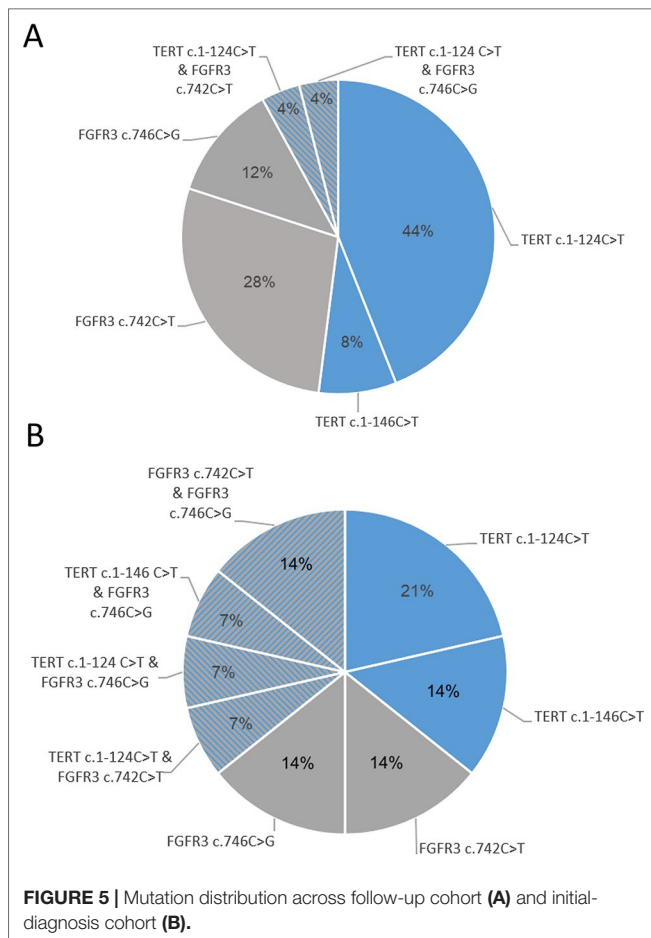 A
TERT c.1-124C>T
& FGFR3
c.742C>T
TERT c.1-124 C>T
& FGFR3
c.746C>G
FGFR3 c.746C>G
4%
4%
12%
44%
TERT c.1-124C>T
28%
FGFR3 c.742C>T
8%
TERT c.1-146C>T
B
FGFR3 c.742C>T
& FGFR3
c.746C>G
TERT c.1-124C>T
14%
21%
TERT c.1-146 C>T
& FGFR3
c.746C>G
7%
TERT c.1-124 C>T &
FGFR3 c.746C>G
7%
14%
TERT c.1-146C>T
7%
TERT c.1-124C>T &
FGFR3 c.742C>T
14%
14%
FGFR3 c.746C>G
FGFR3 c.742C>T
FIGURE 5 | Mutation distribution across follow-up cohort (A) and initial-
diagnosis cohort (B).